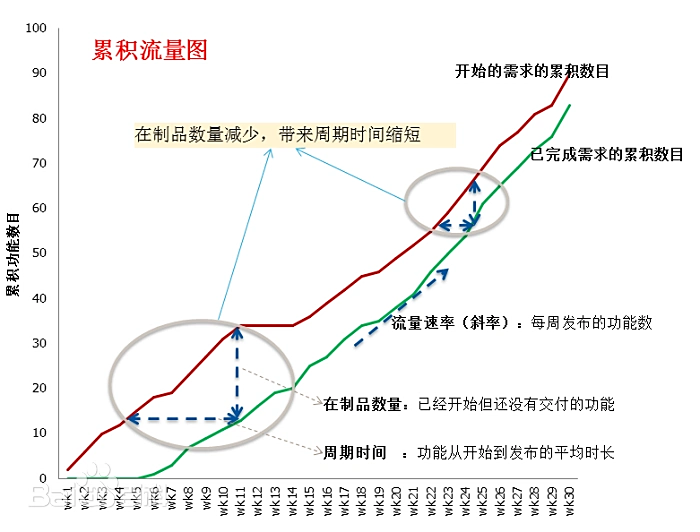 累积流量图
开始的需求的累积数目
在制品数量减少，带来周期时间缩短
已完成需求的累积数目
累积功能数目
流量速率（斜率）：每周发布的功能数
在制品数量：已经开始但还没有交付的功能
周期时间 ：功能从开始到发布的平均时长
100
90
80
70
60
50
40
30
20
10
0
wk1
wk2
wk3
wk4
wk5
wk6
wk7
wk8
wk9
wk10
wk11
wk12
wk13
wk14
wk15
wk16
wk17
wk18
wk19
wk20
wk21
wk22
wk23
wk24
wk25
wk26
wk27
wk28
wk29
wk30